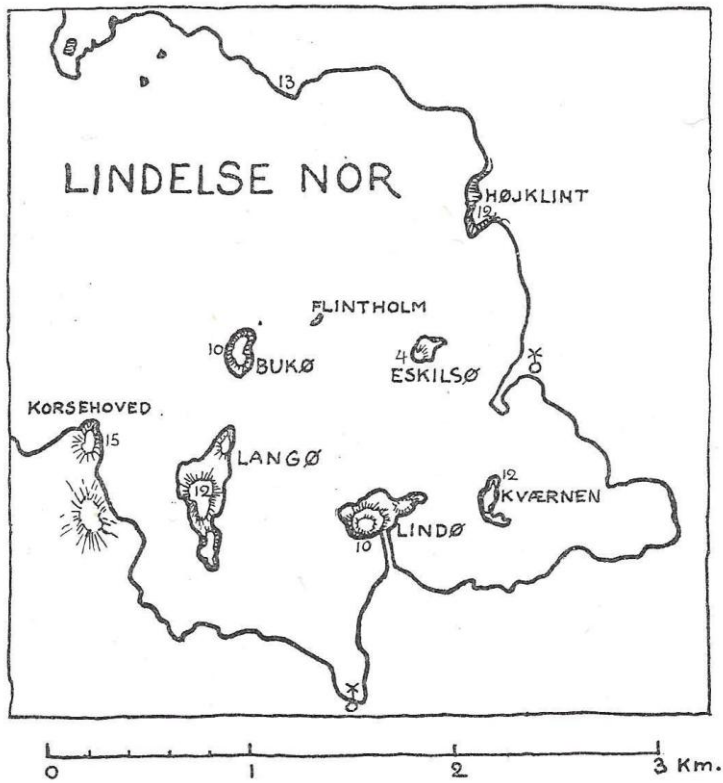 13
LINDELSE NOR
HØJKLINT
12
FLINTHOLM
10
BUKØ
4
ESKILSØ
KORSEHOVED
15
LANGØ
12
12
KVÆRNEN
LINDØ
10
0 1 2 3 Km.